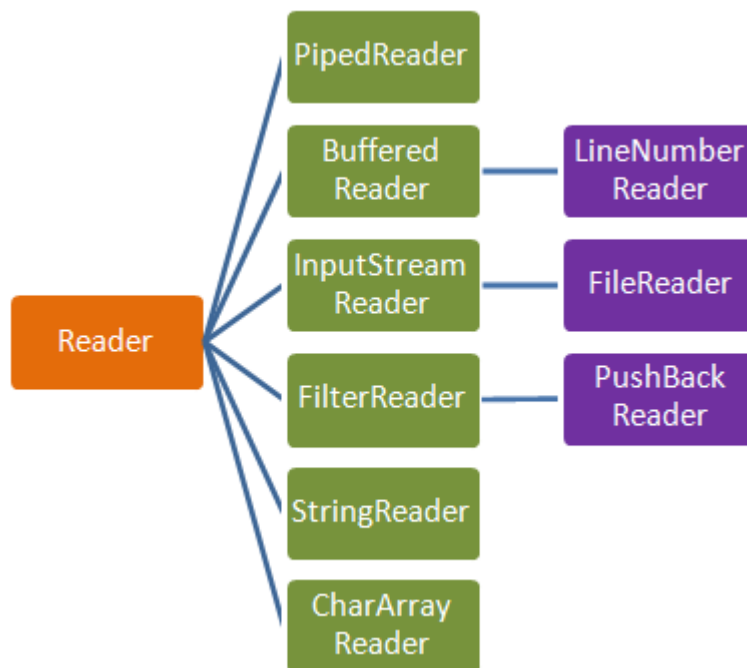 PipedReader
Buffered
Reader
LineNumber
Reader
InputStream
Reader
FileReader
Reader
FilterReader
PushBack
Reader
StringReader
CharArray
Reader